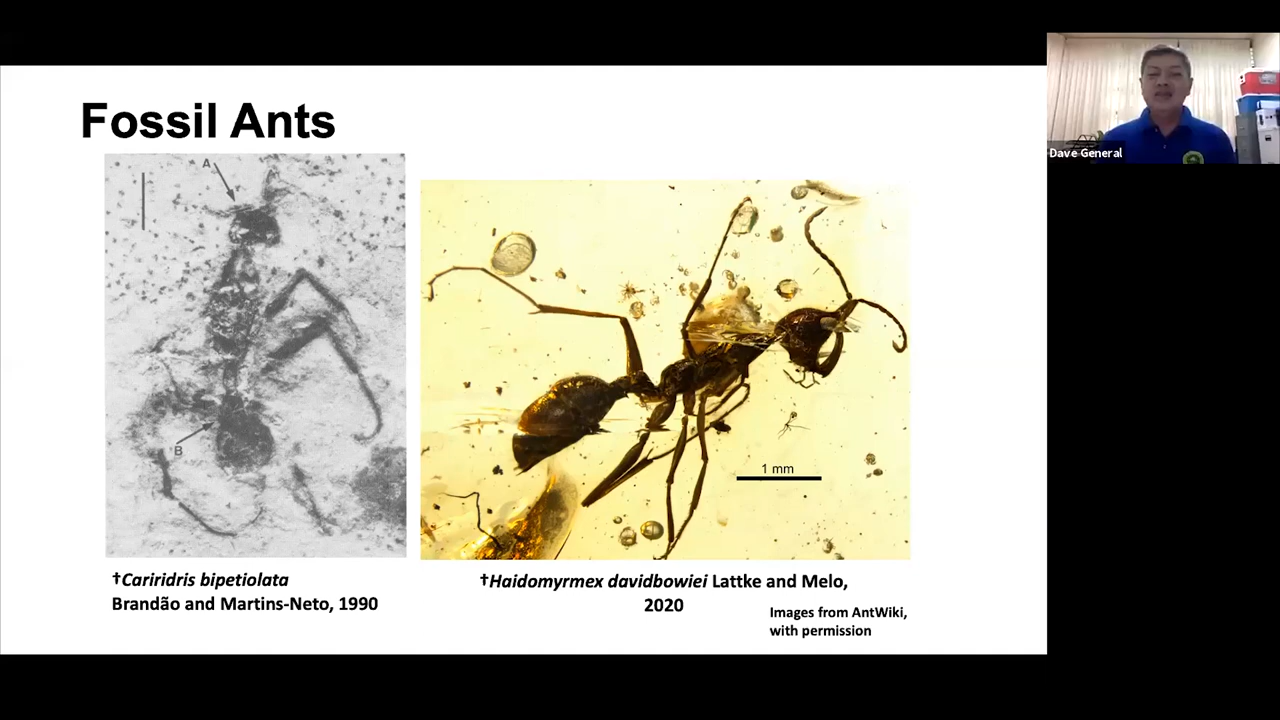 Fossil Ants
A
B
1 mm
†Cariridris bipetiolata
Brandão and Martins-Neto, 1990
†Haidomyrmex davidbowiei Lattke and Melo,
2020
Images from AntWiki,
with permission
Dave General